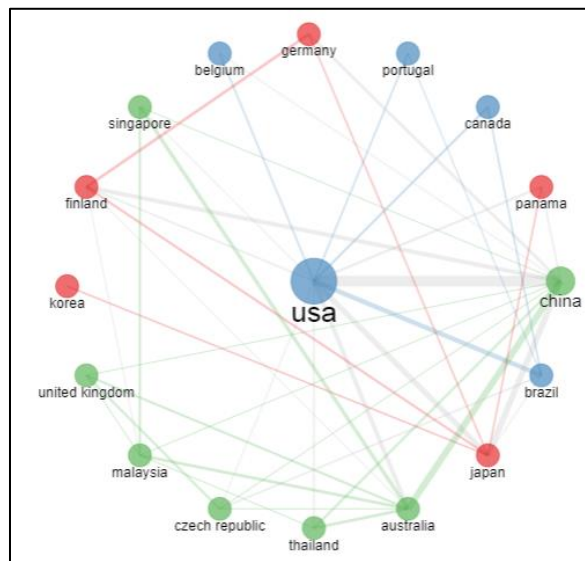 germany
belgium
portugal
singapore
canada
finland
panama
korea
usa
china
united kingdom
brazil
malaysia
japan
czech republic
australia
thailand